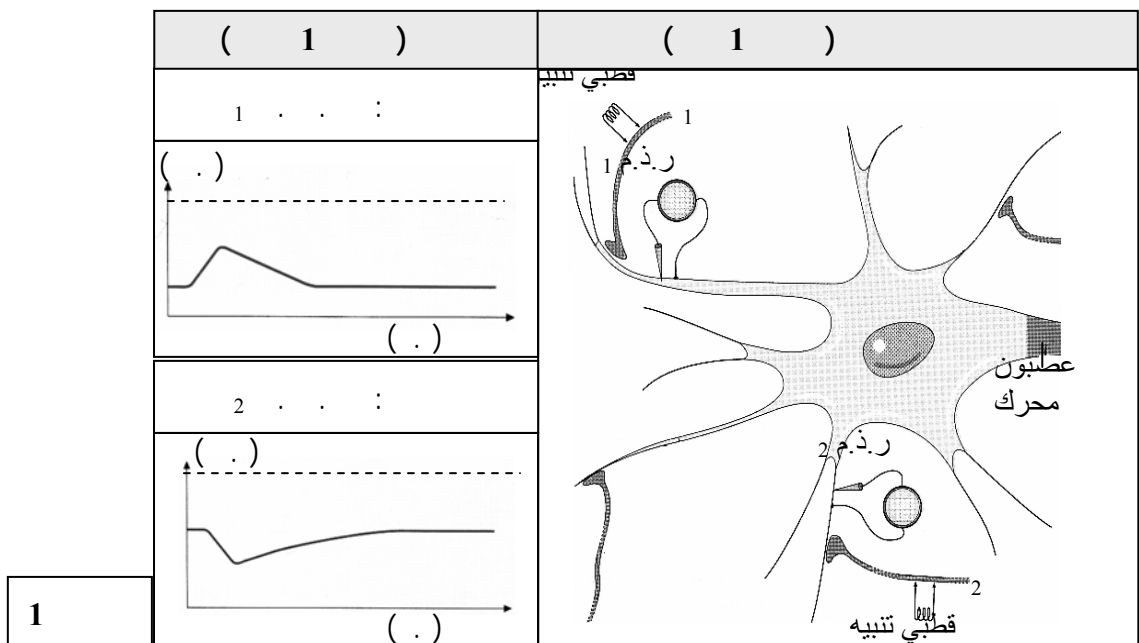 ( 1 )
( 1 )
1 . . :
( . )
( . )
2 . . :
( . )
( . )
1
قطبي تنبيه
1
ر.ذ.م 1
عصبون
محرك
ر.ذ.م 2
2
قطبي تنبيه